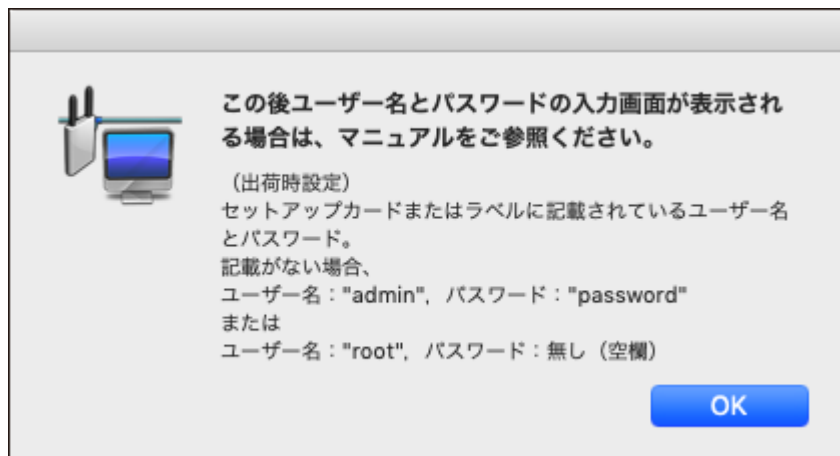 この後ユーザー名とパスワードの入力画面が表示され
る場合は、マニュアルをご参照ください。
（出荷時設定）
セットアップカードまたはラベルに記載されているユーザー名
とパスワード。
記載がない場合、
ユーザー名："admin"，パスワード："password"
または
ユーザー名："root"，パスワード：無し（空欄）
OK